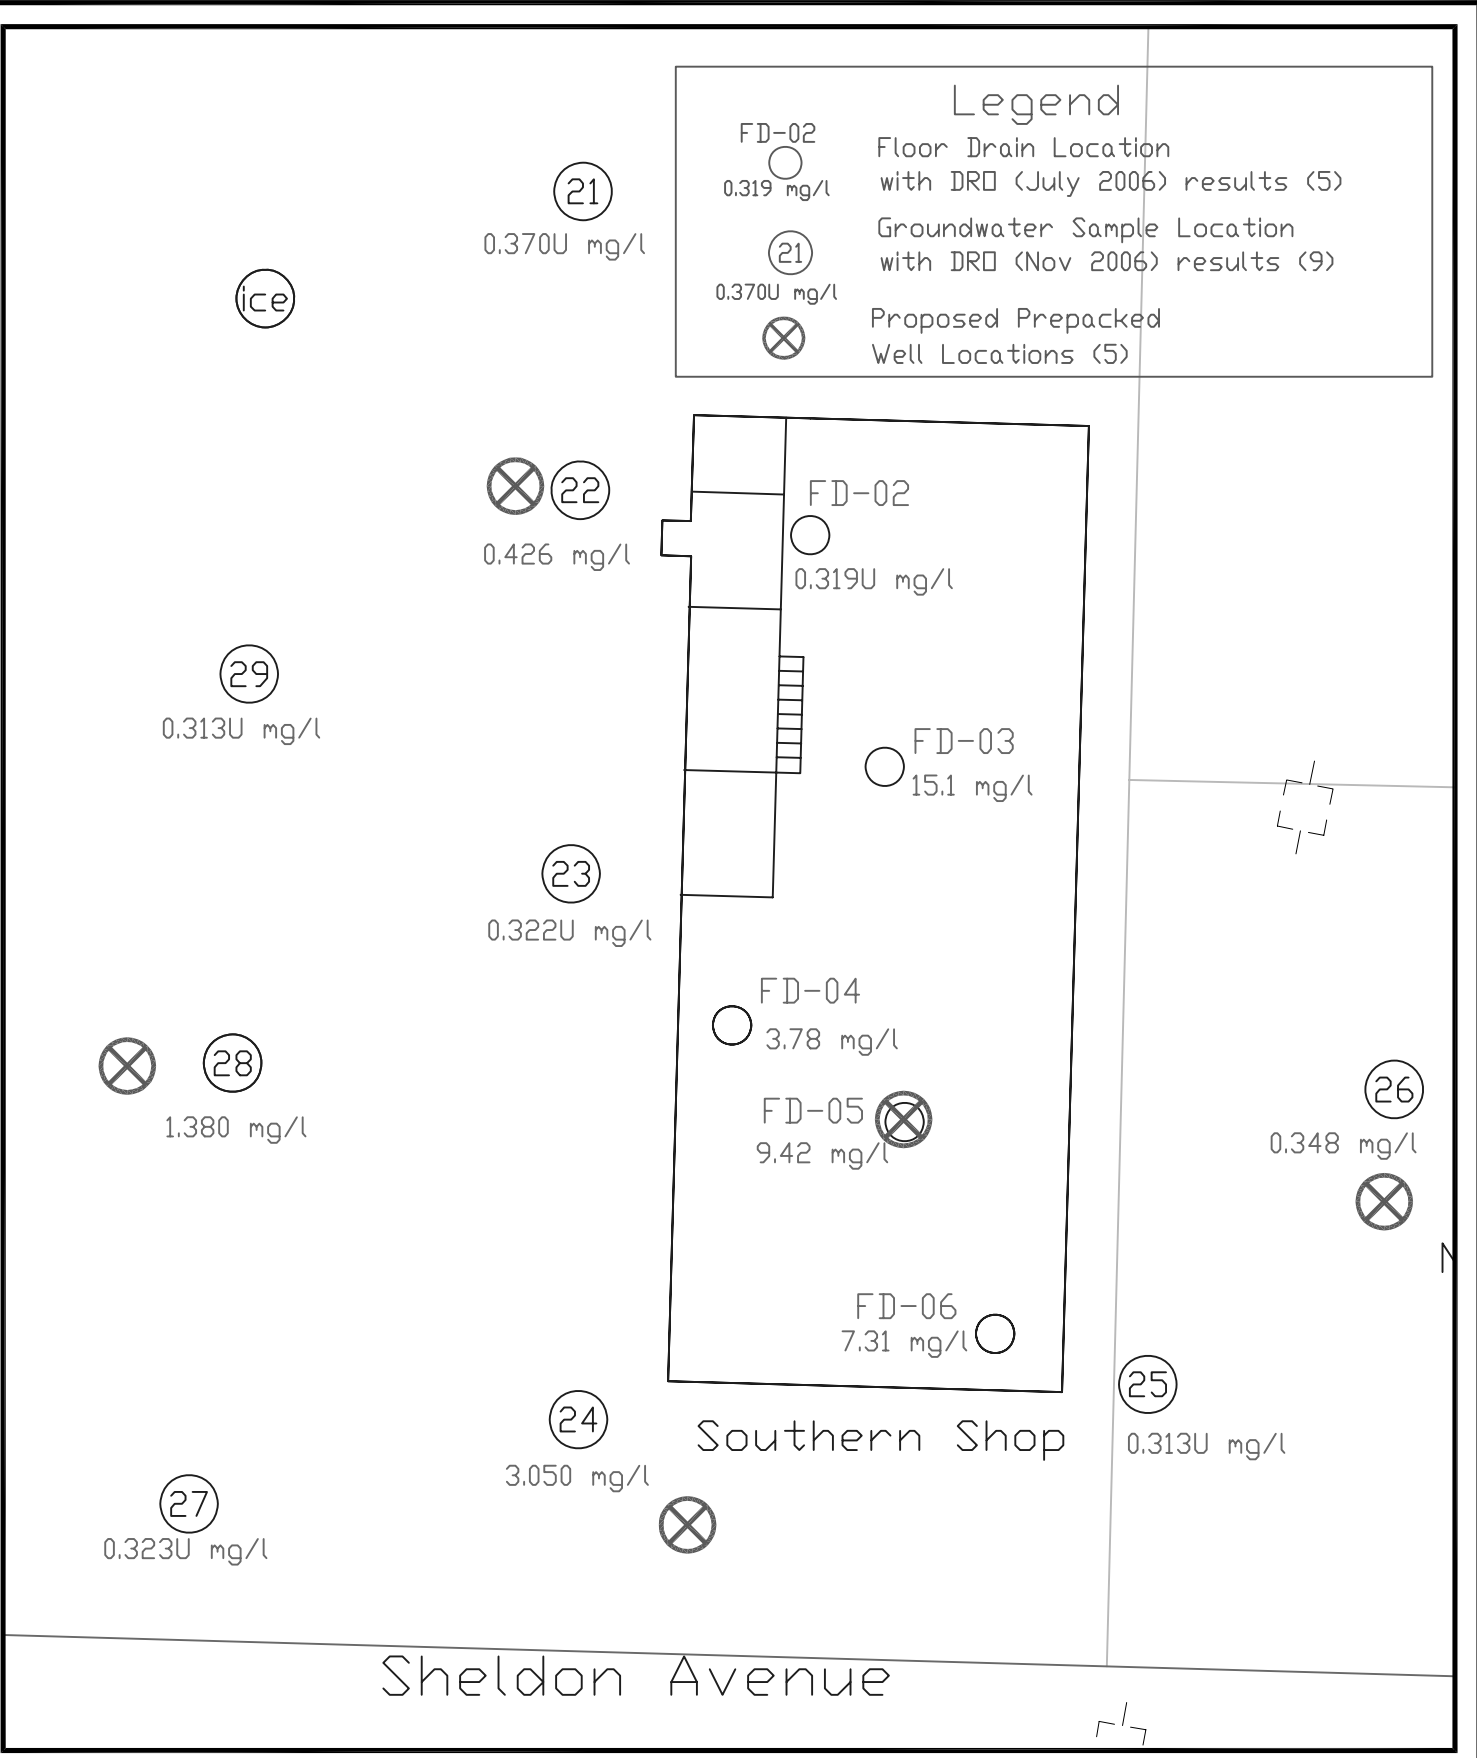 Legend
FD-02
0.319 mg/l
Floor Drain Location
with DRO (July 2006) results (5)
21
0.370U mg/l
Groundwater Sample Location
with DRO (Nov 2006) results (9)
Proposed Prepacked
Well Locations (5)
21
0.370U mg/l
ice
22
0.426 mg/l
FD-02
0.319U mg/l
29
0.313U mg/l
FD-03
15.1 mg/l
23
0.322U mg/l
FD-04
3.78 mg/l
28
1.380 mg/l
FD-05
9.42 mg/l
26
0.348 mg/l
N
FD-06
7.31 mg/l
25
0.313U mg/l
24
3.050 mg/l
Southern Shop
27
0.323U mg/l
Sheldon Avenue